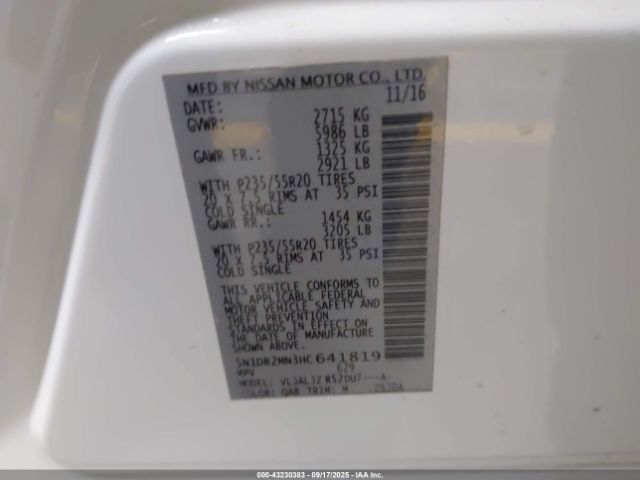 MFD BY NISSAN MOTOR CO., LTD.
DATE: 11/16
GVWR: 2715 KG
5986 LB
GAWR FR.: 1325 KG
2921 LB
WITH P235/55R20 TIRES
20 X 7.5 RIMS AT 35 PSI
COLD SINGLE
GAWR RR.: 1454 KG
3205 LB
WITH P235/55R20 TIRES
20 X 7.5 RIMS AT 35 PSI
COLD SINGLE
THIS VEHICLE CONFORMS TO
ALL APPLICABLE FEDERAL
MOTOR VEHICLE SAFETY AND
THEFT PREVENTION
STANDARDS IN EFFECT ON
THE DATE OF MANUFACTURE
5N1DR2MN3HC641819
MPV 629
MODEL: VLJALJZ R52DU7---A-
COLOR: QAB TRIM: W
000-43230383 - 09/17/2025 - IAA Inc.